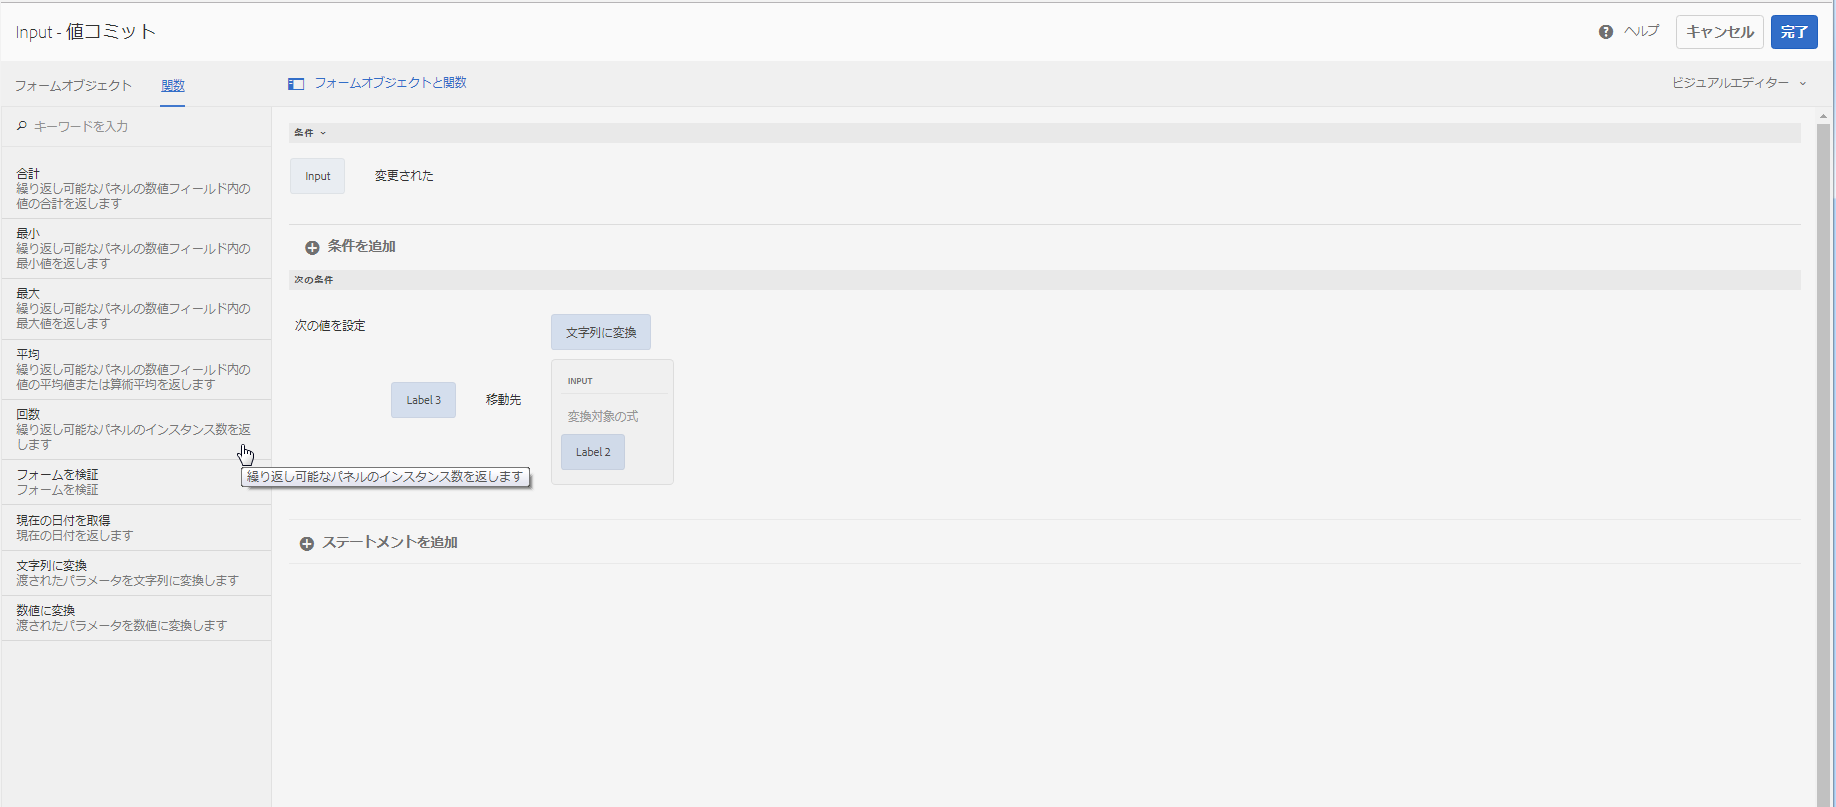 Input - 値コミット
ヘルプ
キャンセル
完了
フォームオブジェクト
関数
フォームオブジェクトと関数
ビジュアルエディター
キーワードを入力
合計
繰り返し可能なパネルの数値フィールド内の
値の合計を返します
最小
繰り返し可能なパネルの数値フィールド内の
最小値を返します
最大
繰り返し可能なパネルの数値フィールド内の
最大値を返します
平均
繰り返し可能なパネルの数値フィールド内の
値の平均値または算術平均を返します
回数
繰り返し可能なパネルのインスタンス数を返
します
フォームを検証
フォームを検証
現在の日付を取得
現在の日付を返します
文字列に変換
渡されたパラメータを文字列に変換します
数値に変換
渡されたパラメータを数値に変換します
繰り返し可能なパネルのインスタンス数を返します
条件
Input
変更された
条件を追加
次の条件
次の値を設定
文字列に変換
INPUT
変換対象の式
Label 3
移動先
Label 2
ステートメントを追加